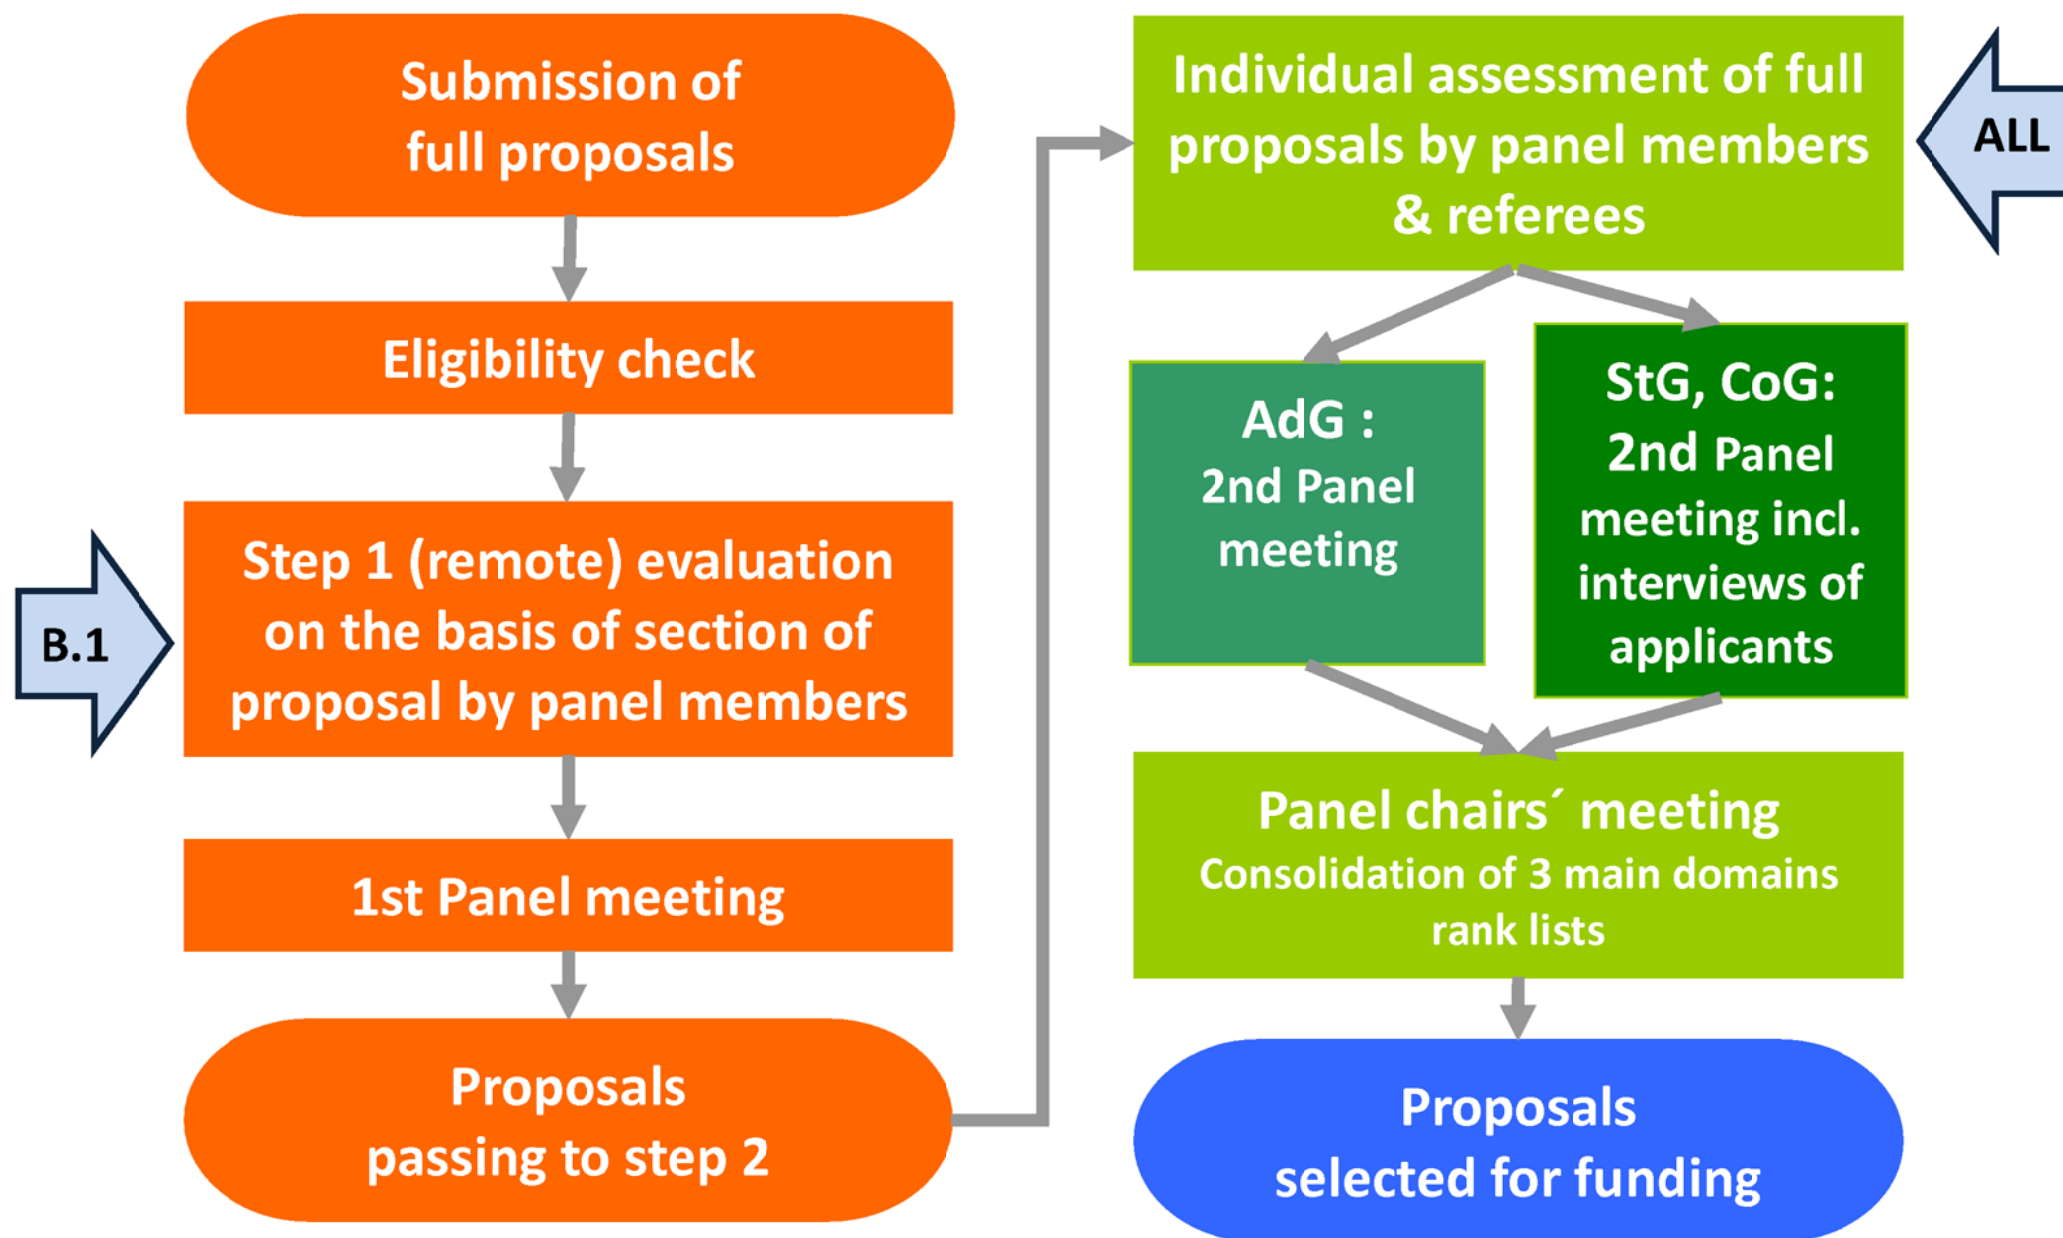 Submission of
full proposals
Eligibility check
B.1
Step 1 (remote) evaluation
on the basis of section of
proposal by panel members
1st Panel meeting
Proposals
passing to step 2
Individual assessment of full
proposals by panel members
& referees
ALL
AdG :
2nd Panel
meeting
StG, CoG:
2nd Panel
meeting incl.
interviews of
applicants
Panel chairs´ meeting
Consolidation of 3 main domains
rank lists
Proposals
selected for funding